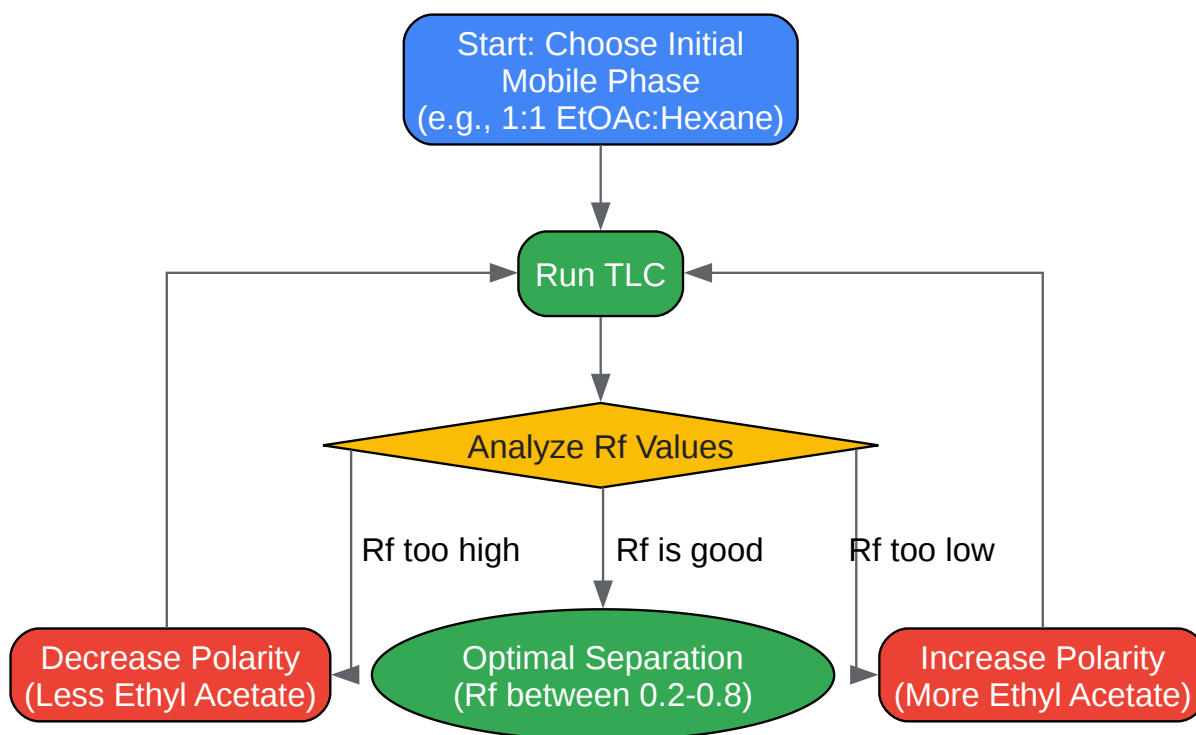 Start: Choose Initial
Mobile Phase
(e.g., 1:1 EtOAc:Hexane)
Run TLC
Analyze Rf Values
Rf too high
Rf is good
Rf too low
Decrease Polarity
(Less Ethyl Acetate)
Optimal Separation
(Rf between 0.2-0.8)
Increase Polarity
(More Ethyl Acetate)